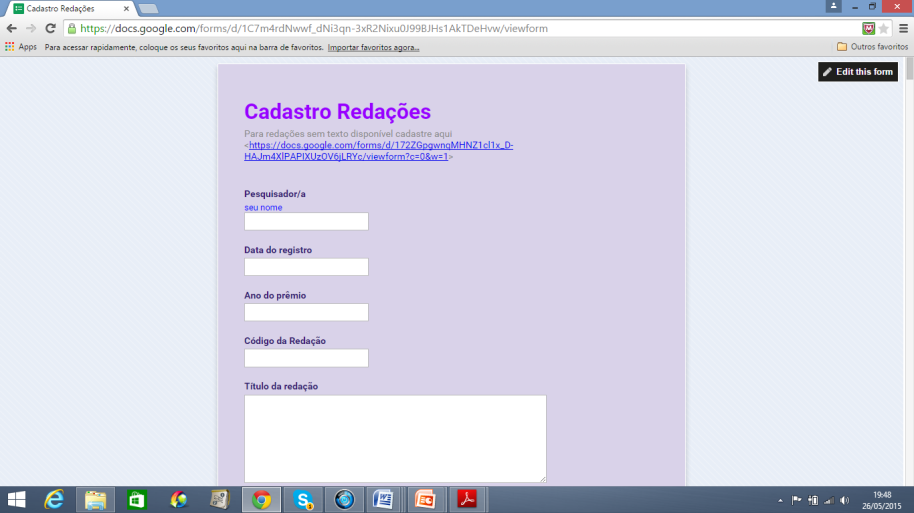 Cadastro Redações
https://docs.google.com/forms/d/1C7m4rdNwwf_dNi3qn-3xR2Nixu0J99BJHs1AkTDeHvw/viewform
Apps Para acessar rapidamente, coloque os seus favoritos aqui na barra de favoritos. Importar favoritos agora... Outros favoritos
Edit this form
Cadastro Redações
Para redações sem texto disponível cadastre aqui
<https://docs.google.com/forms/d/172ZGpgwnqMHNZ1cl1x_D-
HAJm4XlPAPIXUzOV6jLRYc/viewform?c=0&w=1>
Pesquisador/a
seu nome
Data do registro
Ano do prêmio
Código da Redação
Título da redação
19:48
26/05/2015